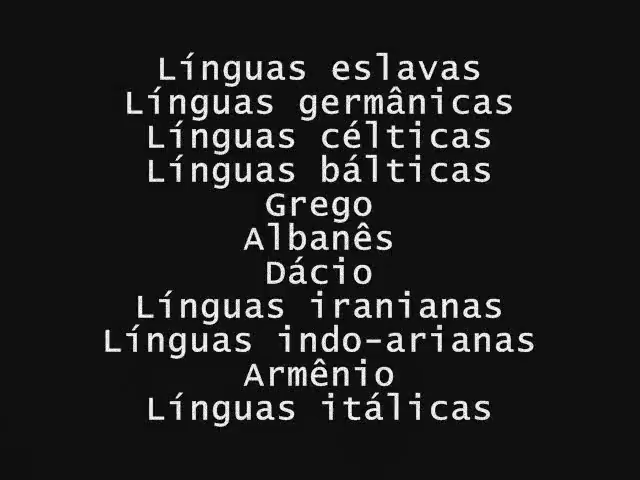 Línguas eslavas
Línguas germânicas
Línguas célticas
Línguas bálticas
Grego
Albanês
Dácio
Línguas iranianas
Línguas indo-arianas
Armênio
Línguas itálicas